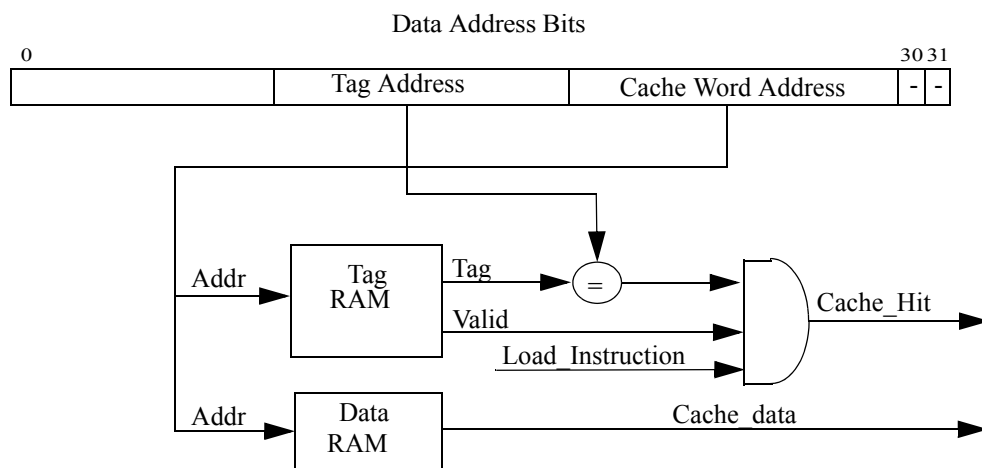 Data Address Bits
0 30 31
Tag Address Cache Word Address - -
Addr Tag RAM Tag = Cache_Hit
Valid
Load_Instruction
Addr Data RAM Cache_data